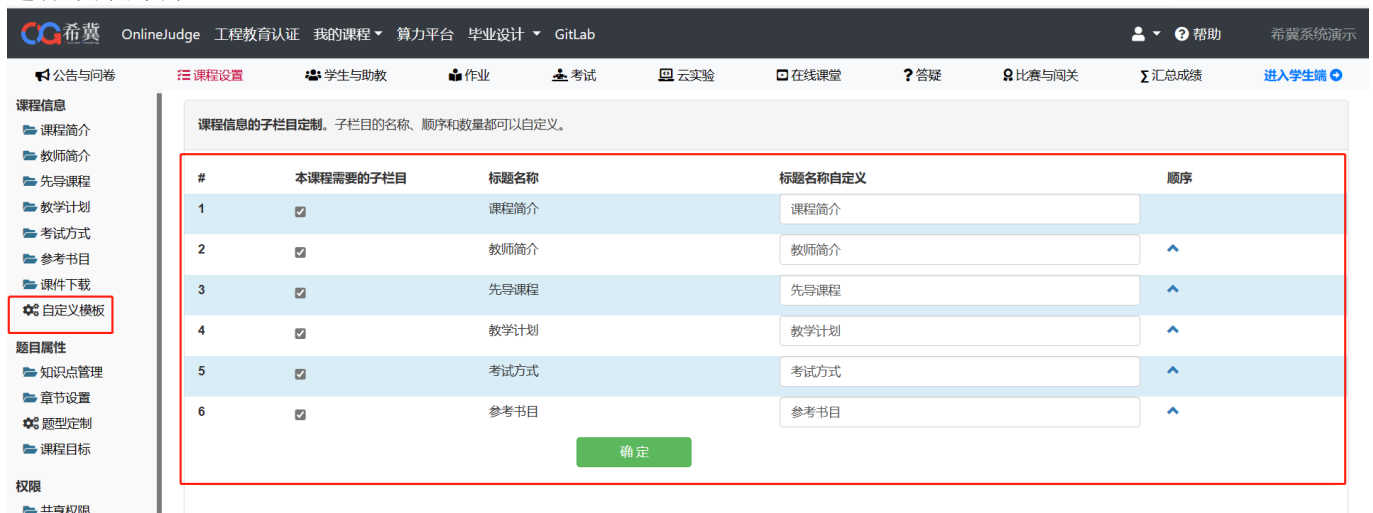 CG希冀 OnlineJudge 工程教育认证 我的课程 算力平台 毕业设计 GitLab 帮助 希冀系统演示
公告与问卷 课程设置 学生与助教 作业 考试 云实验 在线课堂 答疑 比赛与闯关 汇总成绩 进入学生端
课程信息
课程简介
教师简介
先导课程
教学计划
考试方式
参考书目
课件下载
自定义模板
题目属性
知识点管理
章节设置
题型定制
课程目标
权限
共享权限
课程信息的子栏目定制。子栏目的名称、顺序和数量都可以自定义。
# 本课程需要的子栏目 标题名称 标题名称自定义 顺序
1 课程简介 课程简介
2 教师简介 教师简介
3 先导课程 先导课程
4 教学计划 教学计划
5 考试方式 考试方式
6 参考书目 参考书目
确定